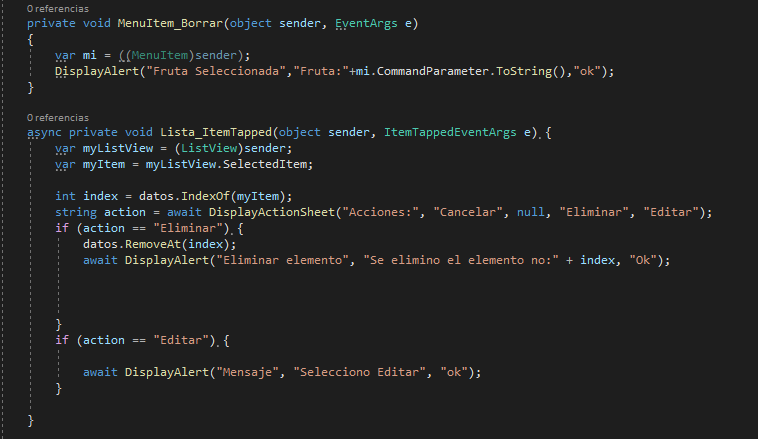 0 referencias
private void MenuItem_Borrar(object sender, EventArgs e)
{
var mi = ((MenuItem)sender);
DisplayAlert("Fruta Seleccionada","Fruta:"+mi.CommandParameter.ToString(),"ok");
}
0 referencias
async private void Lista_ItemTapped(object sender, ItemTappedEventArgs e) {
var myListView = (ListView)sender;
var myItem = myListView.SelectedItem;
int index = datos.IndexOf(myItem);
string action = await DisplayActionSheet("Acciones:", "Cancelar", null, "Eliminar", "Editar");
if (action == "Eliminar") {
datos.RemoveAt(index);
await DisplayAlert("Eliminar elemento", "Se elimino el elemento no:" + index, "Ok");
}
if (action == "Editar") {
await DisplayAlert("Mensaje", "Selecciono Editar", "ok");
}
}